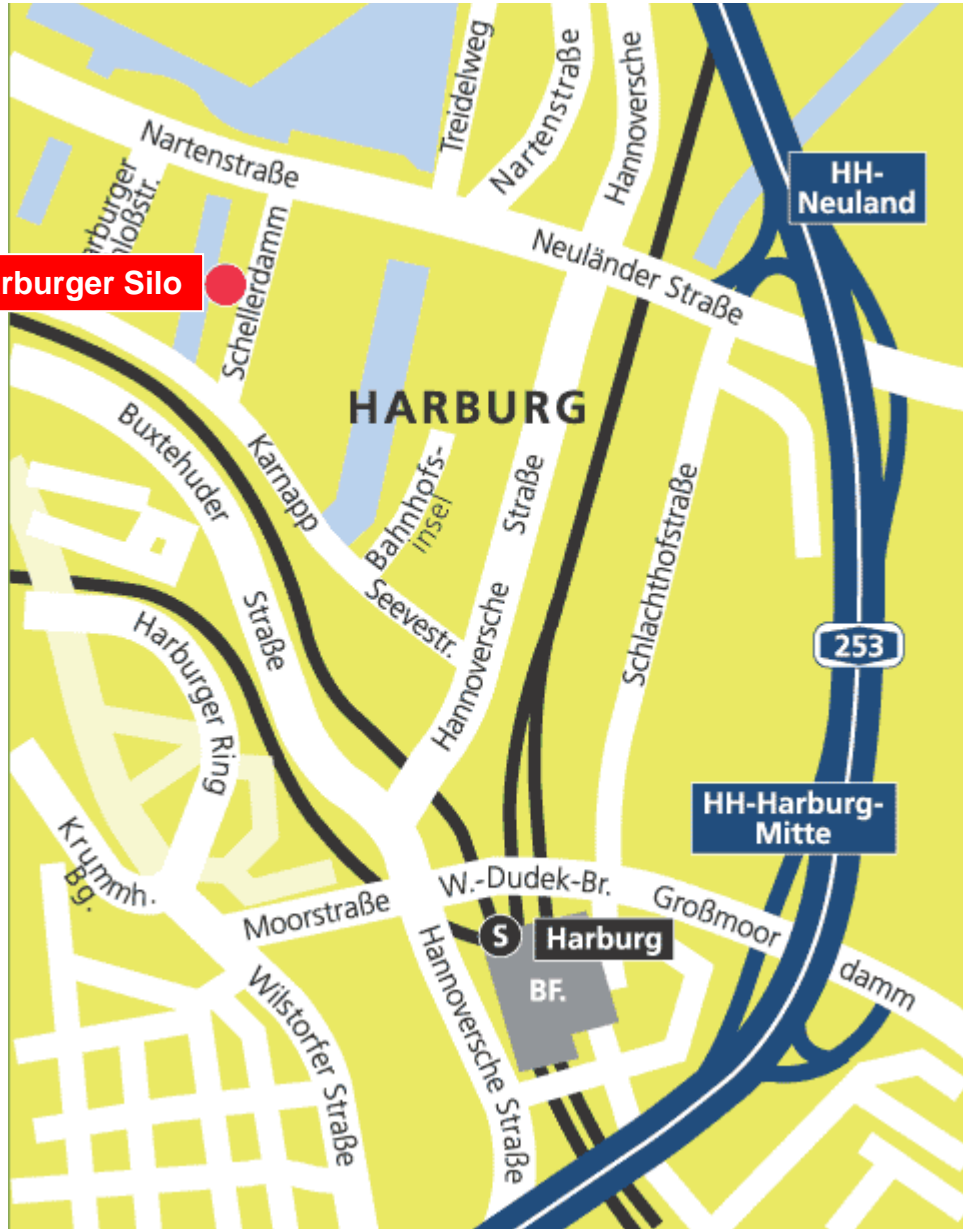 Treidelweg
Nartenstraße
Hannoversche
Nartenstraße
HH-
Neuland
arburger
hloßstr.
Neuländer Straße
rburger Silo
Schellerdamm
HARBURG
Buxtehuder
Straße
Karnapp
Bahnhofs-
insel
Straße
Hannoversche
Schlachthofstraße
Seevestr.
Harburger Ring
253
HH-Harburg-
Mitte
Krummh.
Bg.
Moorstraße
W.-Dudek-Br.
Großmoor
damm
S
Harburg
BF.
Hannoversche Straße
Wilstorfer Straße